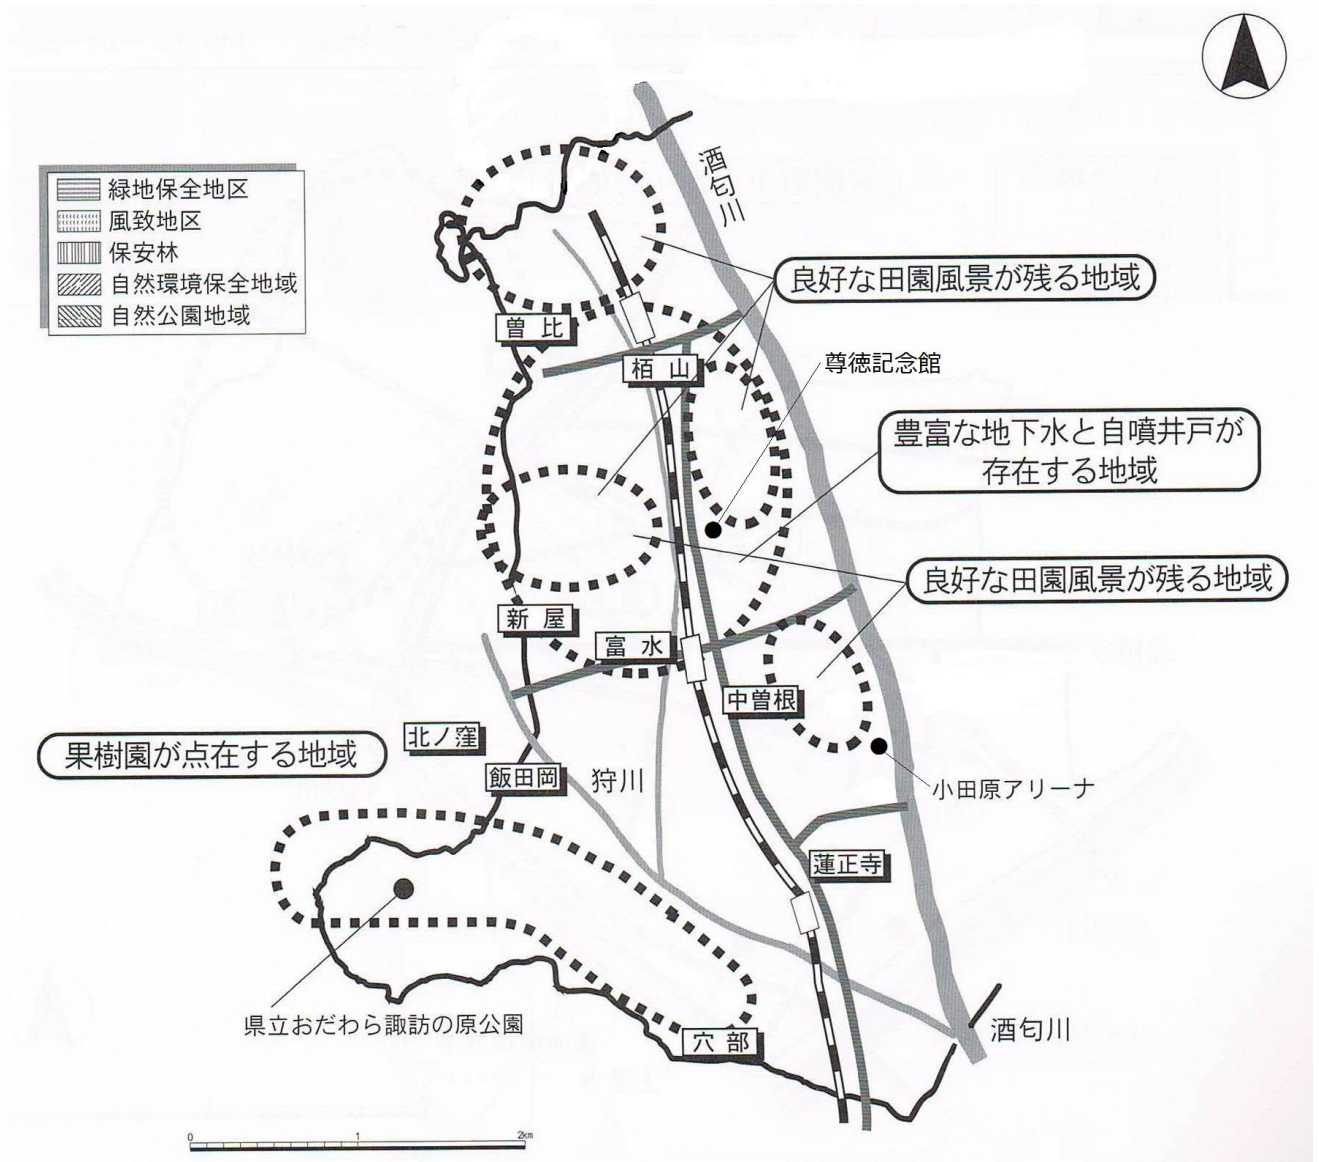 酒匂川
緑地保全地区
風致地区
保安林
自然環境保全地域
自然公園地域
良好な田園風景が残る地域
曽比
栢山
尊徳記念館
豊富な地下水と自噴井戸が
存在する地域
良好な田園風景が残る地域
新屋
富水
中曽根
北ノ窪
果樹園が点在する地域
飯田岡
狩川
小田原アリーナ
蓮正寺
県立おだわら諏訪の原公園
酒匂川
穴部
0 1 2km